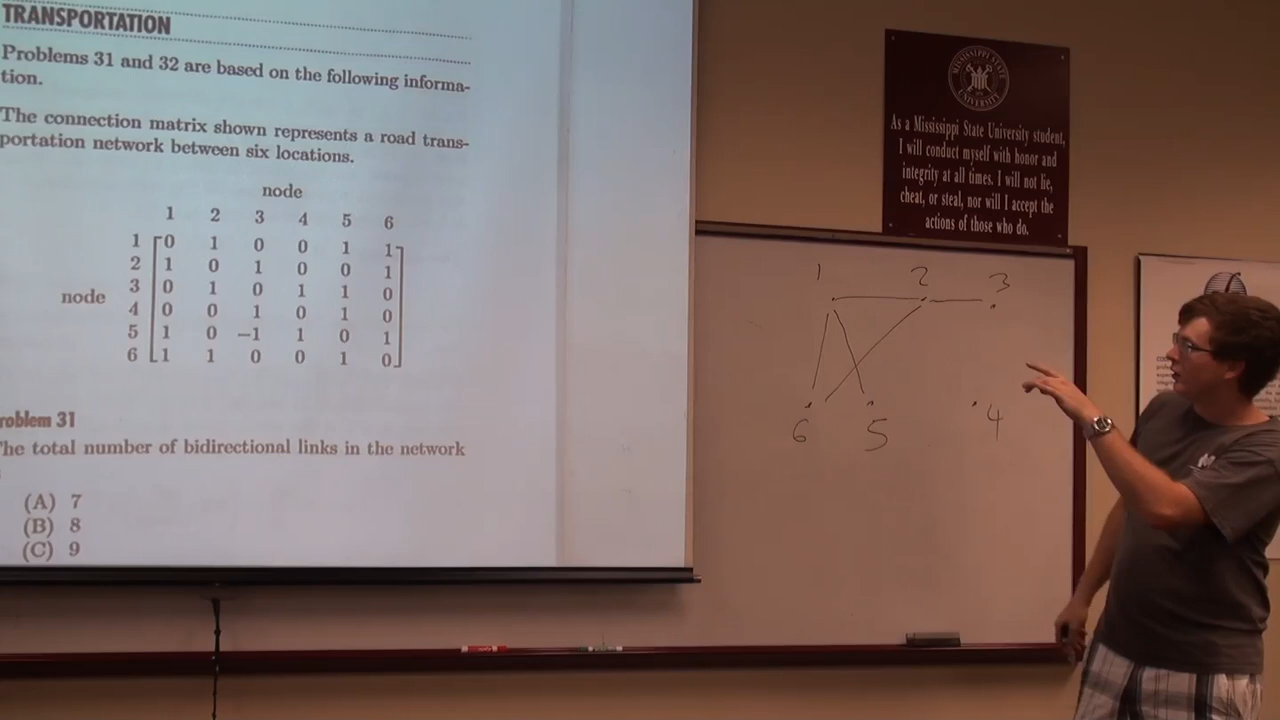 TRANSPORTATION
Problems 31 and 32 are based on the following informa-
tion.
The connection matrix shown represents a road trans-
portation network between six locations.
node
1 2 3 4 5 6
1 0 1 0 0 1 1
2 1 0 1 0 0 1
node 3 0 1 0 1 1 0
4 0 0 1 0 1 0
5 1 0 -1 1 0 1
6 1 1 0 0 1 0
roblem 31
he total number of bidirectional links in the network
(A) 7
(B) 8
(C) 9
MISSISSIPPI STATE
UNIVERSITY
As a Mississippi State University student,
I will conduct myself with honor and
integrity at all times. I will not lie,
cheat, or steal, nor will I accept the
actions of those who do.
1 2 3
6 5 4